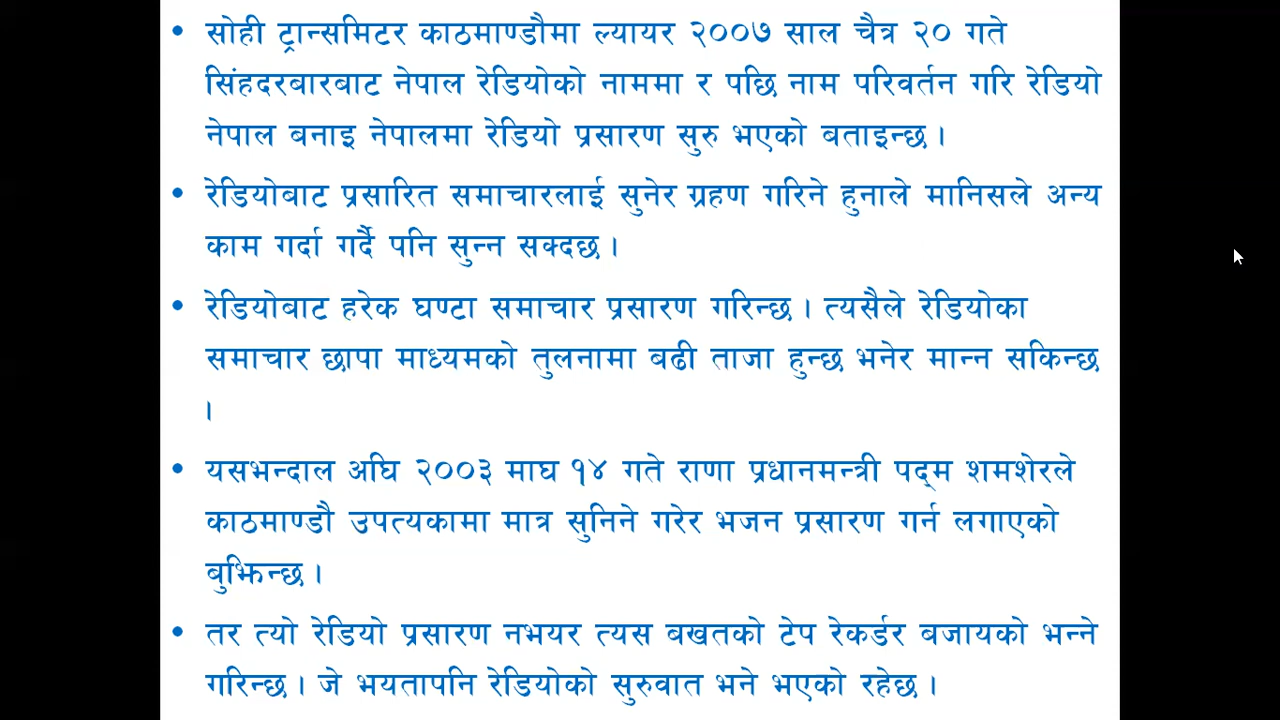 • सोही ट्रान्समिटर काठमाण्डौमा ल्यायर २००७ साल चैत्र २० गते
सिंहदरबारबाट नेपाल रेडियोको नाममा र पछि नाम परिवर्तन गरि रेडियो
नेपाल बनाइ नेपालमा रेडियो प्रसारण सुरु भएको बताइन्छ ।
• रेडियोबाट प्रसारित समाचारलाई सुनेर ग्रहण गरिने हुनाले मानिसले अन्य
काम गर्दा गर्दै पनि सुन्न सक्दछ ।
• रेडियोबाट हरेक घण्टा समाचार प्रसारण गरिन्छ । त्यसैले रेडियोका
समाचार छापा माध्यमको तुलनामा बढी ताजा हुन्छ भनेर मान्न सकिन्छ
।
• यसभन्दाल अघि २००३ माघ १४ गते राणा प्रधानमन्त्री पद्म शमशेरले
काठमाण्डौ उपत्यकामा मात्र सुनिने गरेर भजन प्रसारण गर्न लगाएको
बुझिन्छ ।
• तर त्यो रेडियो प्रसारण नभयर त्यस बखतको टेप रेकर्डर बजायको भन्ने
गरिन्छ । जे भयतापनि रेडियोको सुरुवात भने भएको रहेछ ।